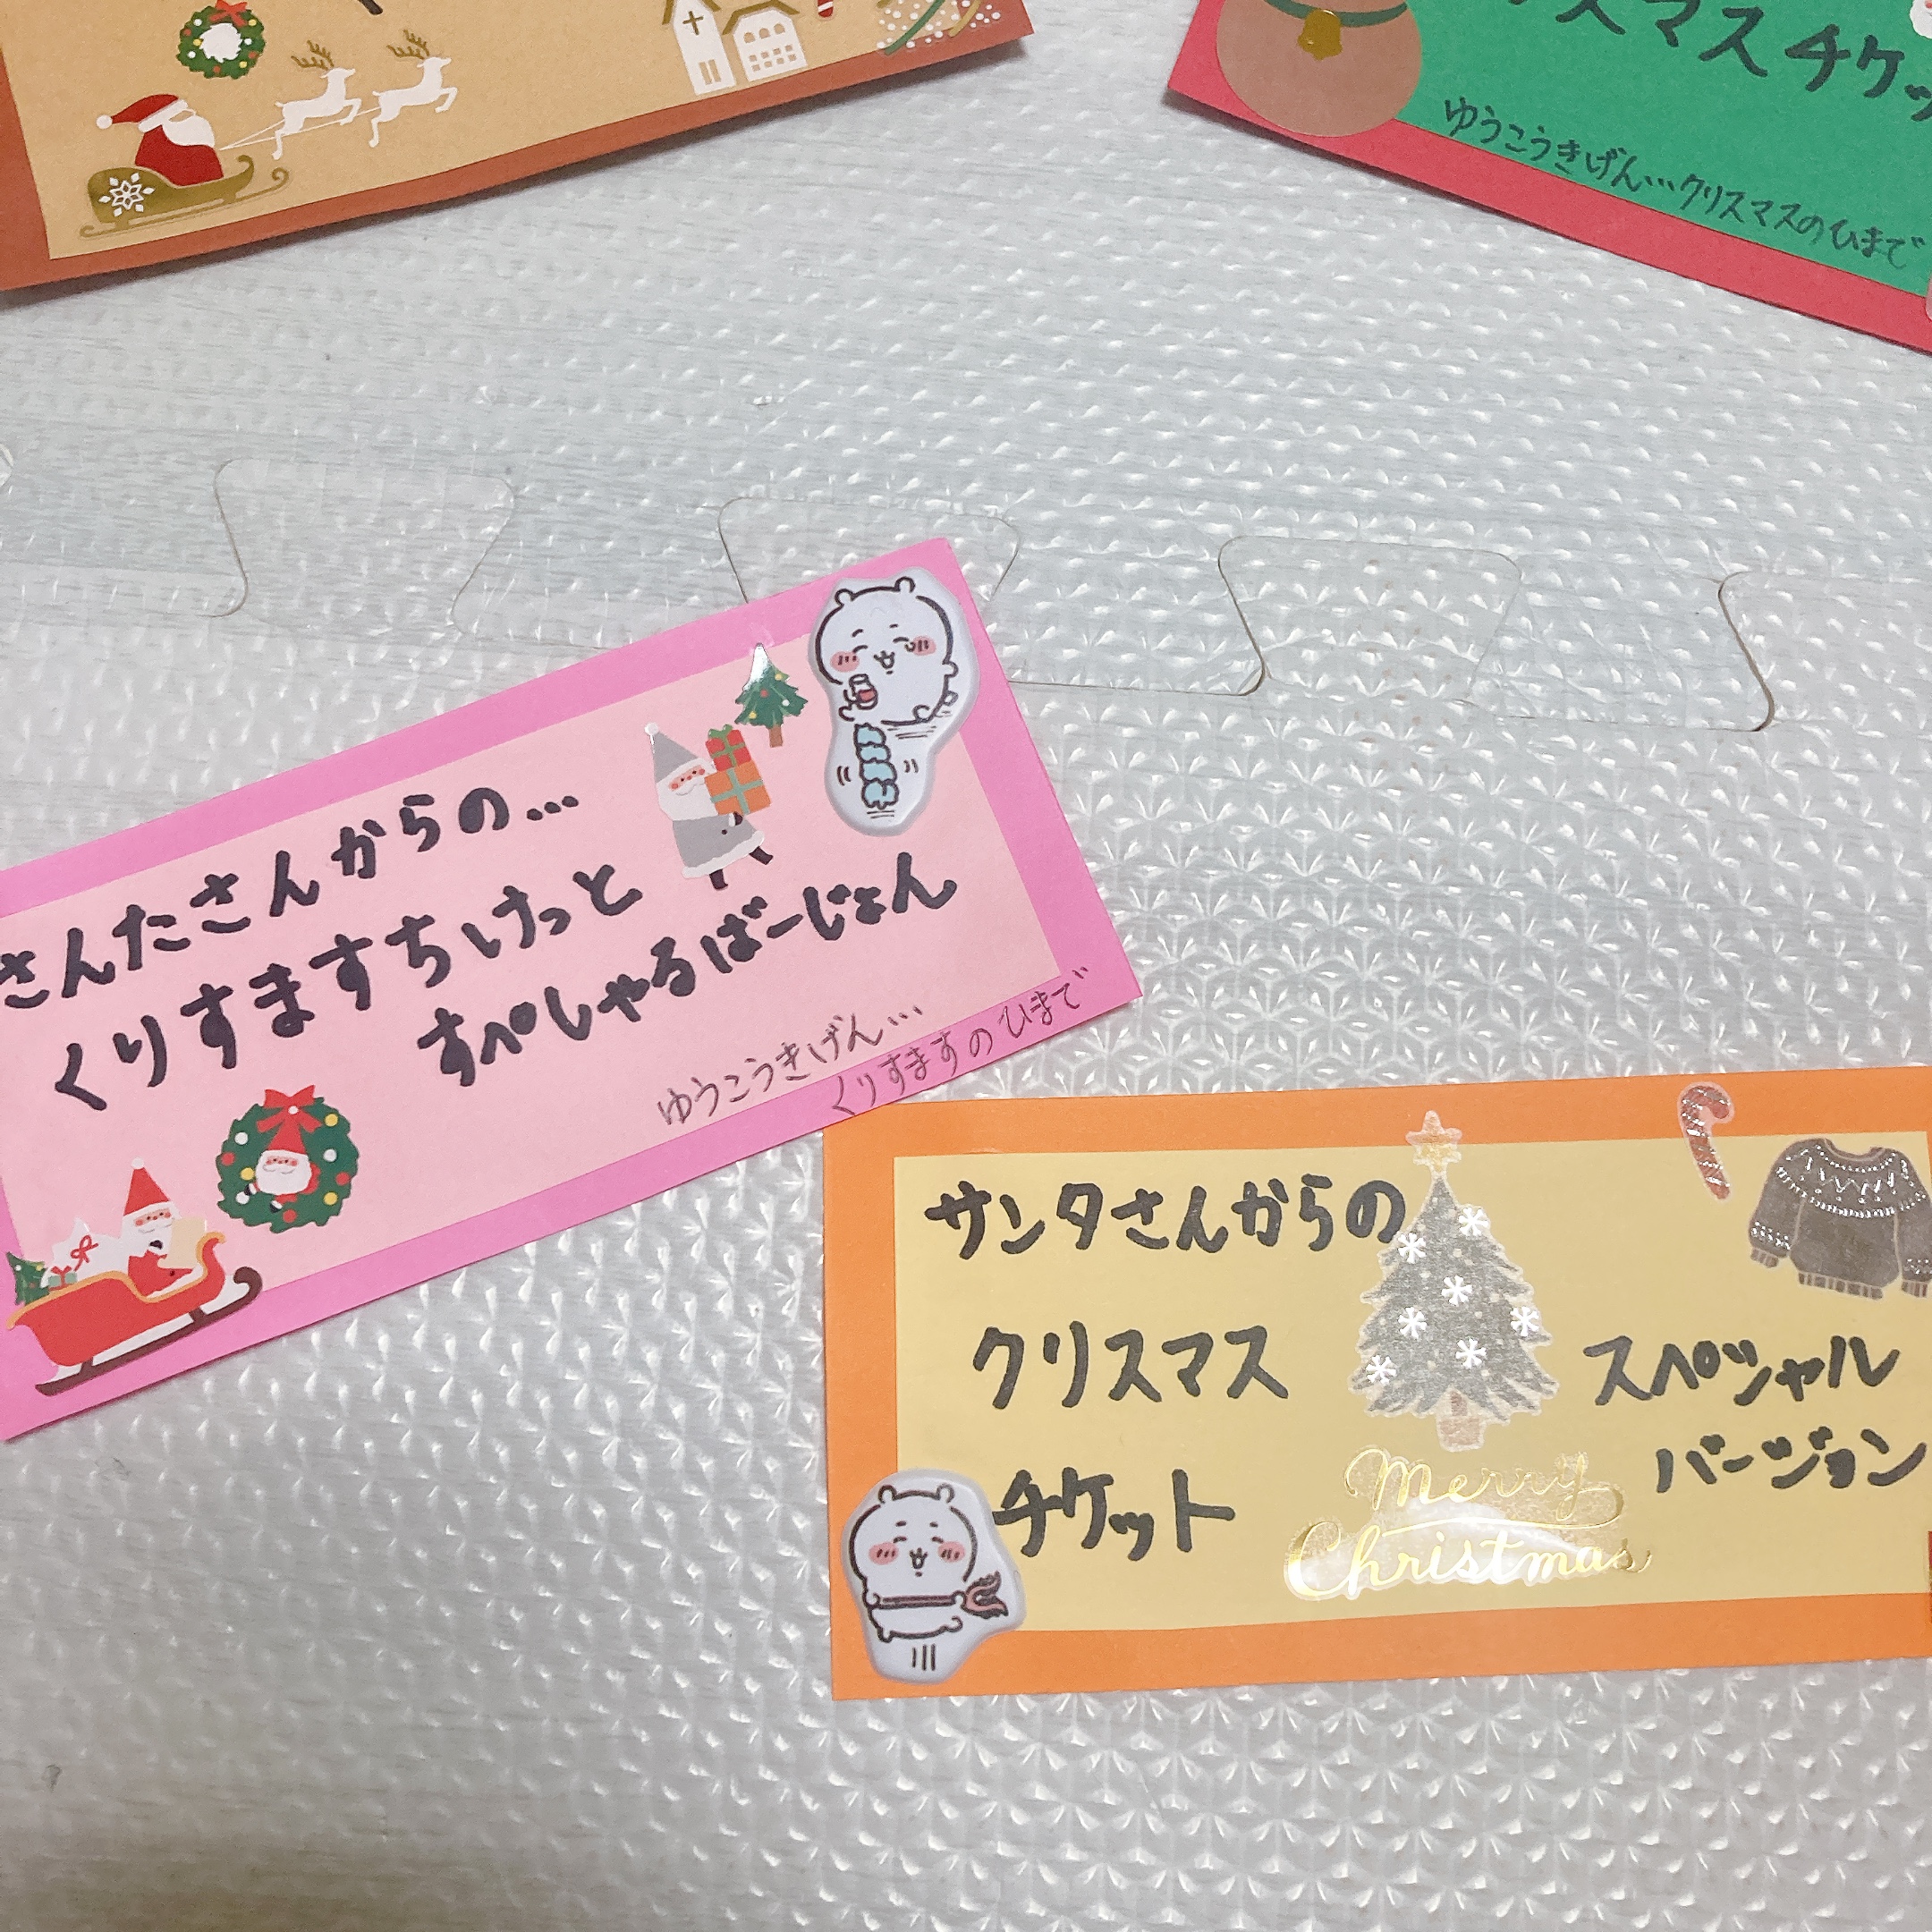 スマスチケッ
ゆうこうきげん…クリスマスのひまで
さんたさんからの…
くりすますちけっと
すぺしゃるばーじょん
ゆうこうきげん…
くりすますのひまで
サンタさんからの
クリスマス
チケット
スペシャル
バージョン
Merry
Christmas